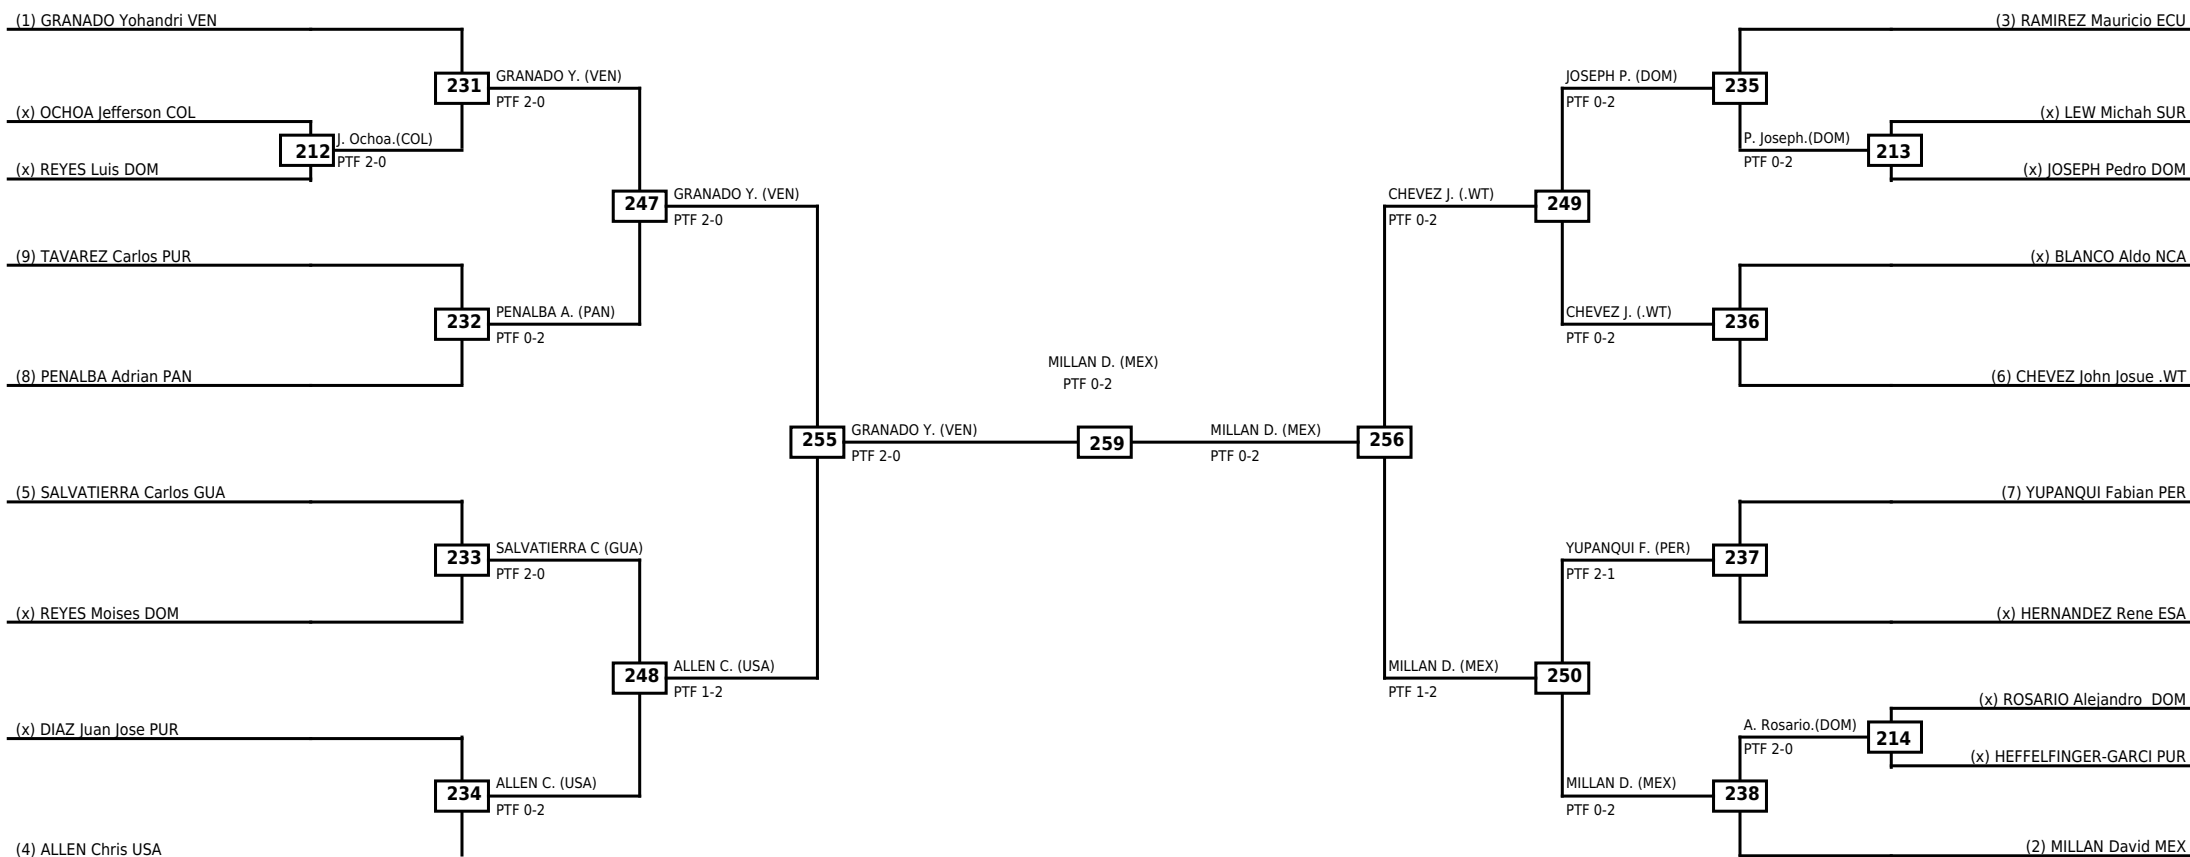 (1) GRANADO Yohandri VEN
(x) OCHOA Jefferson COL
(x) REYES Luis DOM
(9) TAVAREZ Carlos PUR
(8) PENALBA Adrian PAN
(5) SALVATIERRA Carlos GUA
(x) REYES Moises DOM
(x) DIAZ Juan Jose PUR
(4) ALLEN Chris USA
212
J. Ochoa.(COL)
PTF 2-0
231
GRANADO Y. (VEN)
PTF 2-0
232
PENALBA A. (PAN)
PTF 0-2
233
SALVATIERRA C (GUA)
PTF 2-0
234
ALLEN C. (USA)
PTF 0-2
247
GRANADO Y. (VEN)
PTF 2-0
248
ALLEN C. (USA)
PTF 1-2
255
GRANADO Y. (VEN)
PTF 2-0
MILLAN D. (MEX)
PTF 0-2
259
MILLAN D. (MEX)
PTF 0-2
256
CHEVEZ J. (.WT)
PTF 0-2
249
MILLAN D. (MEX)
PTF 1-2
250
JOSEPH P. (DOM)
PTF 0-2
235
CHEVEZ J. (.WT)
PTF 0-2
236
YUPANQUI F. (PER)
PTF 2-1
237
MILLAN D. (MEX)
PTF 0-2
238
P. Joseph.(DOM)
PTF 0-2
213
A. Rosario.(DOM)
PTF 2-0
214
(3) RAMIREZ Mauricio ECU
(x) LEW Michah SUR
(x) JOSEPH Pedro DOM
(x) BLANCO Aldo NCA
(6) CHEVEZ John Josue .WT
(7) YUPANQUI Fabian PER
(x) HERNANDEZ Rene ESA
(x) ROSARIO Alejandro  DOM
(x) HEFFELFINGER-GARCI PUR
(2) MILLAN David MEX